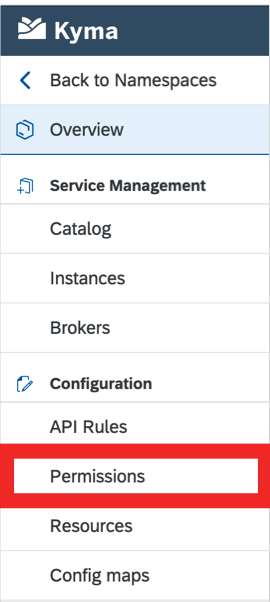 Kyma
Back to Namespaces
Overview
Service Management
Catalog
Instances
Brokers
Configuration
API Rules
Permissions
Resources
Config maps